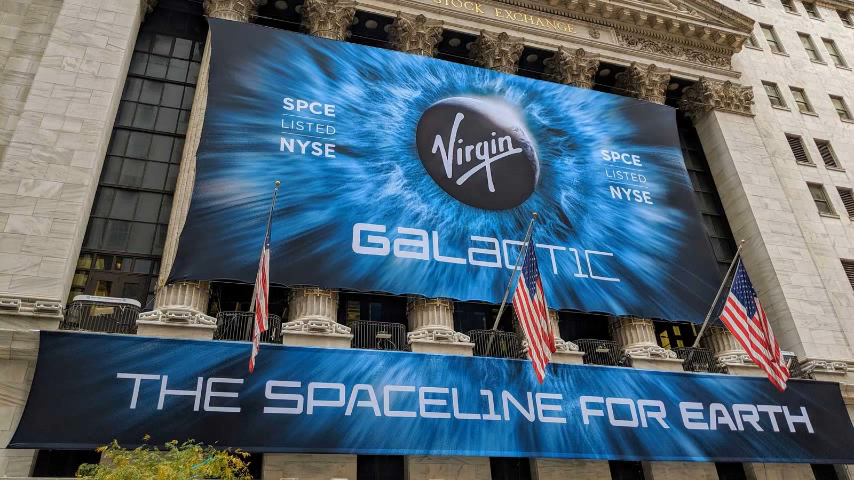 STOCK EXCHANGE
SPCE
LISTED
NYSE
Virgin
GALACTIC
SPCE
LISTED
NYSE
THE SPACELINE FOR EARTH